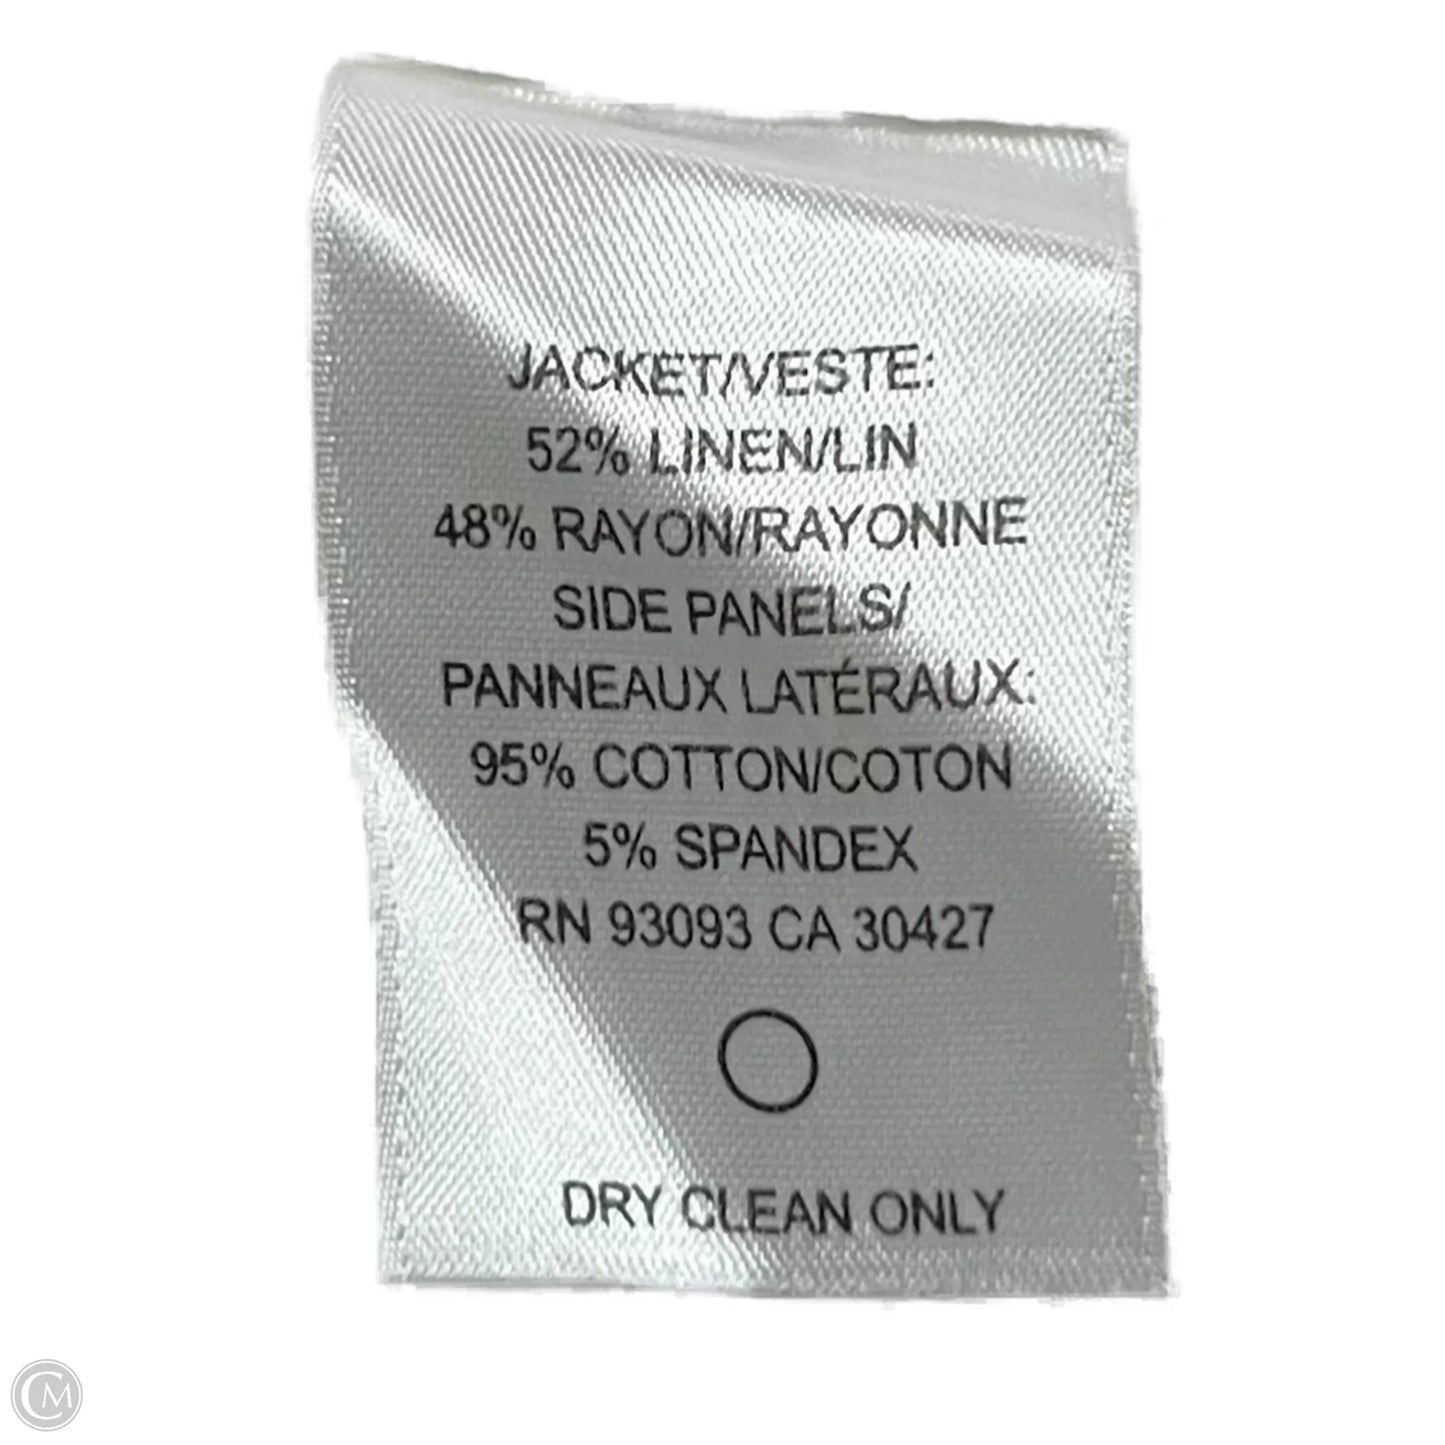 JACKET/VESTE:
52% LINEN/LIN
48% RAYON/RAYONNE
SIDE PANELS/
PANNEAUX LATÉRAUX:
95% COTTON/COTON
5% SPANDEX
RN 93093 CA 30427
DRY CLEAN ONLY
CM